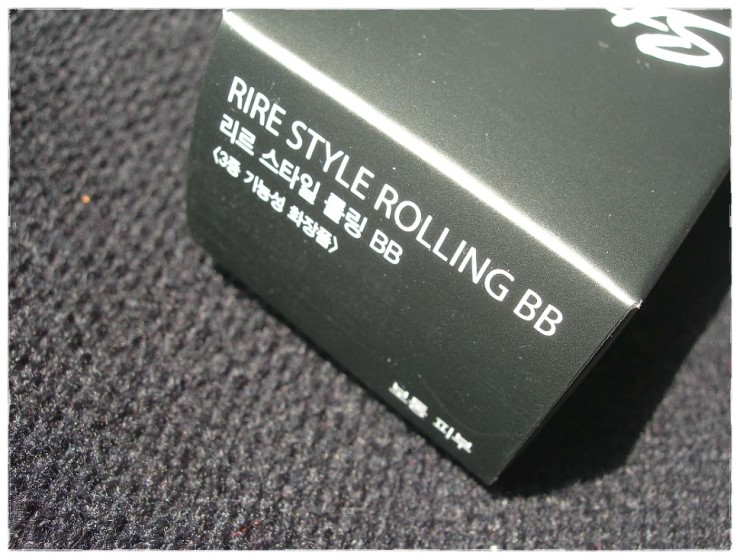 RIRE STYLE ROLLING BB
리르 스타일 롤링 BB
<3중 기능성 화장품>
보통 피부